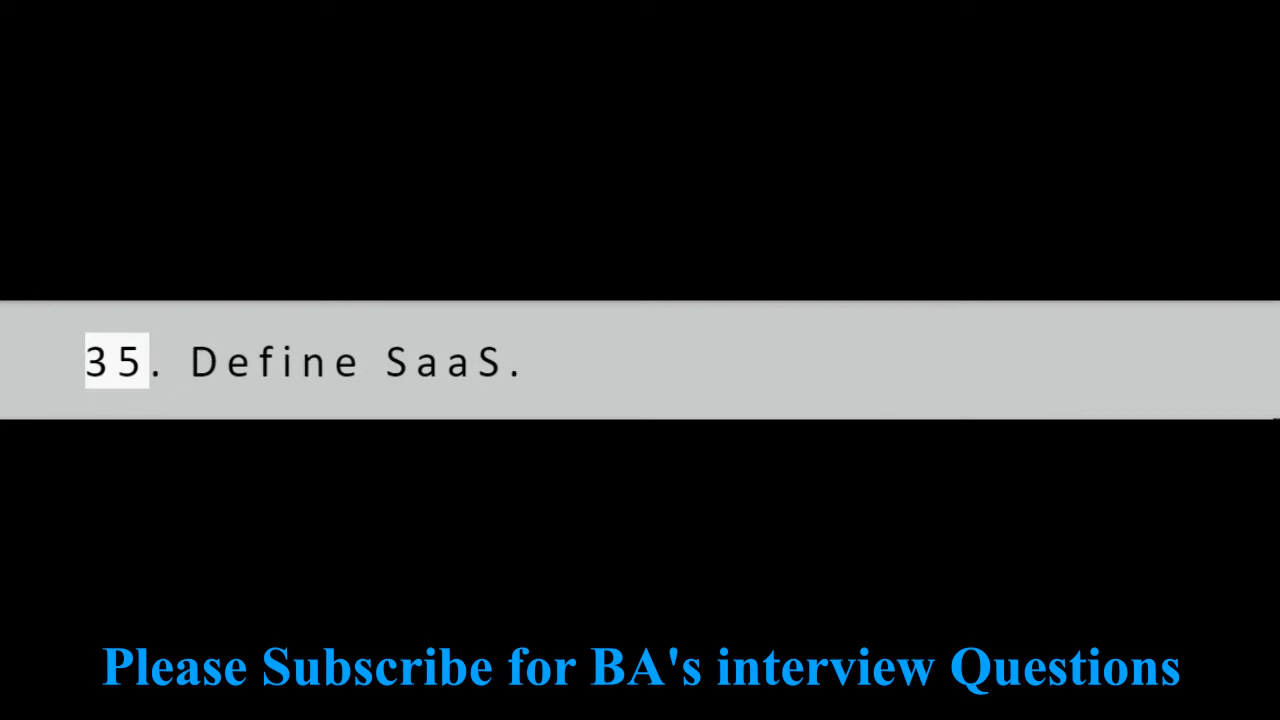 35. Define SaaS.
Please Subscribe for BA's interview Questions